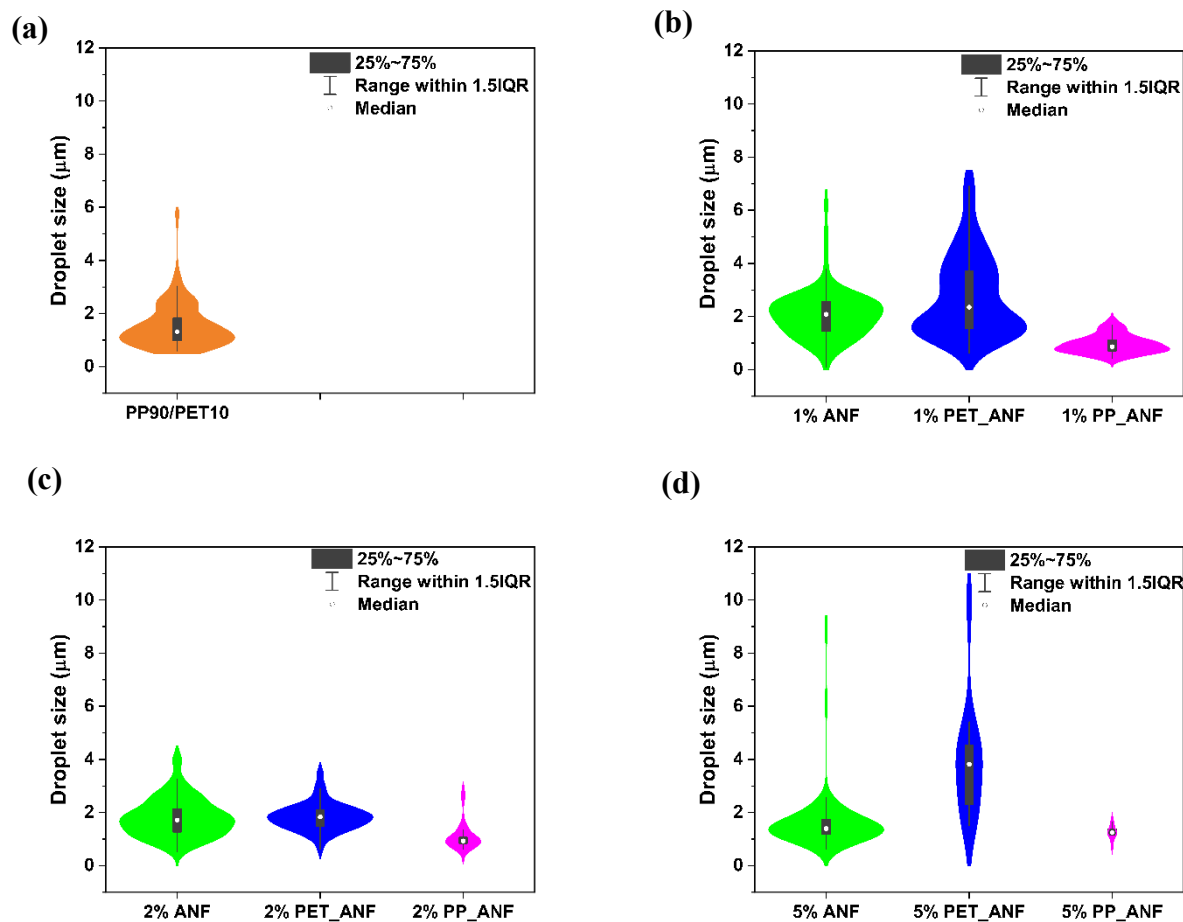 (a)
12
10
8
6
4
2
0
Droplet size (μm)
25%~75%
Range within 1.5IQR
Median
PP90/PET10
(b)
12
10
8
6
4
2
0
Droplet size (μm)
25%~75%
Range within 1.5IQR
Median
1% ANF 1% PET_ANF 1% PP_ANF
(c)
12
10
8
6
4
2
0
Droplet size (μm)
25%~75%
Range within 1.5IQR
Median
2% ANF 2% PET_ANF 2% PP_ANF
(d)
12
10
8
6
4
2
0
Droplet size (μm)
25%~75%
Range within 1.5IQR
Median
5% ANF 5% PET_ANF 5% PP_ANF